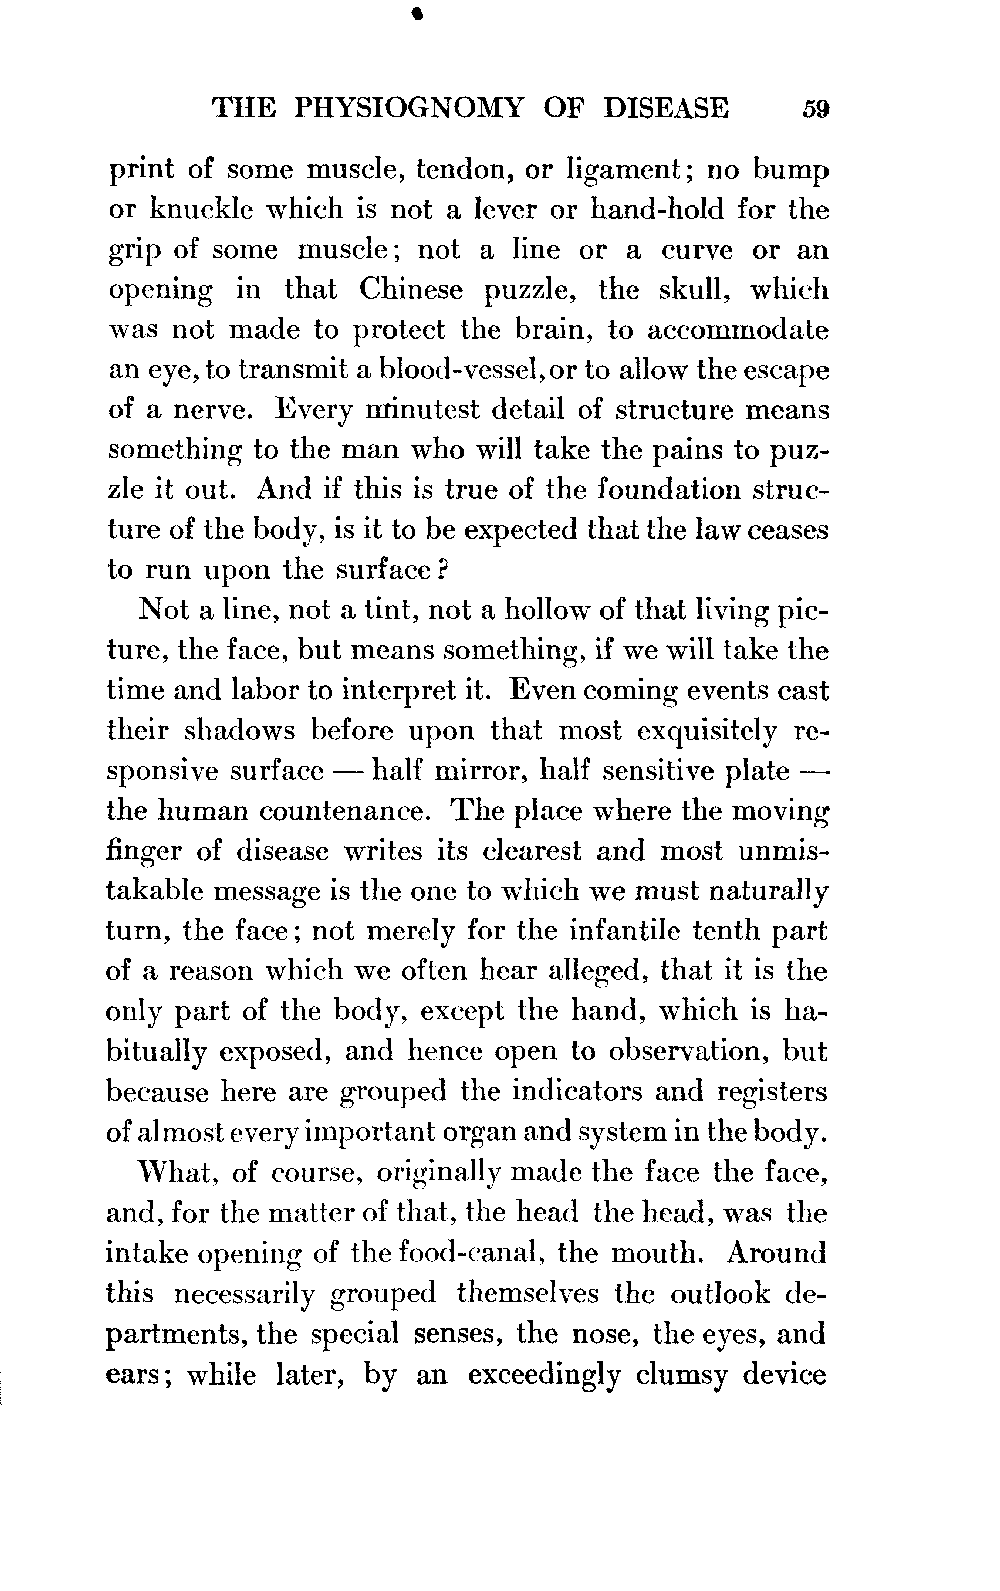 THE PHYSIOGNOMY OF DISEASE 59
print of some muscle, tendon, or ligament; no bump
or knuckle which is not a lever or hand-hold for the
grip of some muscle; not a line or a curve or an
opening in that Chinese puzzle, the skull, which
was not made to protect the brain, to accommodate
an eye, to transmit a blood-vessel, or to allow the escape
of a nerve. Every minutest detail of structure means
something to the man who will take the pains to puz-
zle it out. And if this is true of the foundation struc-
ture of the body, is it to be expected that the law ceases
to run upon the surface?
Not a line, not a tint, not a hollow of that living pic-
ture, the face, but means something, if we will take the
time and labor to interpret it. Even coming events cast
their shadows before upon that most exquisitely re-
sponsive surface — half mirror, half sensitive plate —
the human countenance. The place where the moving
finger of disease writes its clearest and most unmis-
takable message is the one to which we must naturally
turn, the face; not merely for the infantile tenth part
of a reason which we often hear alleged, that it is the
only part of the body, except the hand, which is ha-
bitually exposed, and hence open to observation, but
because here are grouped the indicators and registers
of almost every important organ and system in the body.
What, of course, originally made the face the face,
and, for the matter of that, the head the head, was the
intake opening of the food-canal, the mouth. Around
this necessarily grouped themselves the outlook de-
partments, the special senses, the nose, the eyes, and
ears; while later, by an exceedingly clumsy device